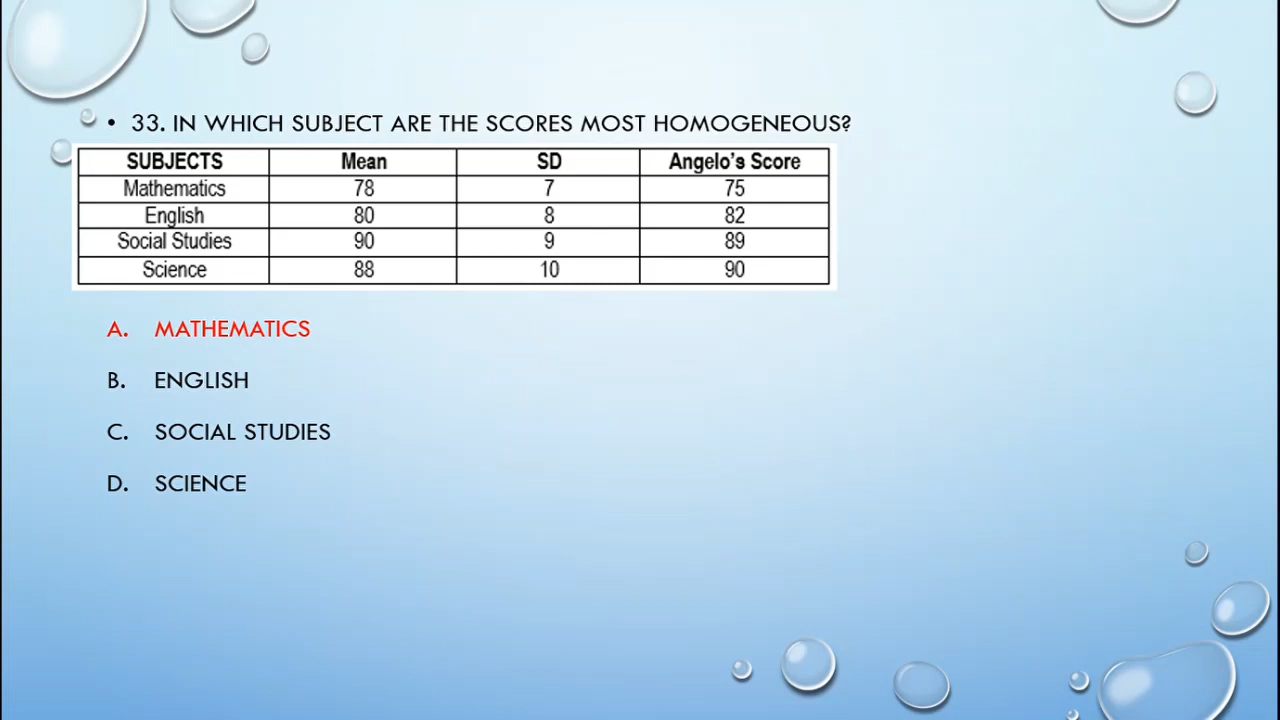 • 33. IN WHICH SUBJECT ARE THE SCORES MOST HOMOGENEOUS?
SUBJECTS Mean SD Angelo's Score
Mathematics 78 7 75
English 80 8 82
Social Studies 90 9 89
Science 88 10 90
A. MATHEMATICS
B. ENGLISH
C. SOCIAL STUDIES
D. SCIENCE